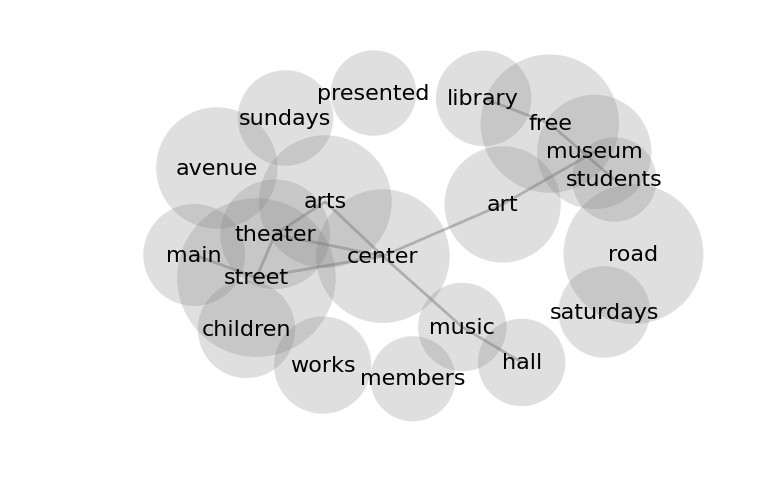 presented
library
sundays
free
museum
avenue
students
arts
art
theater
main
center
road
street
saturdays
children
music
works
hall
members